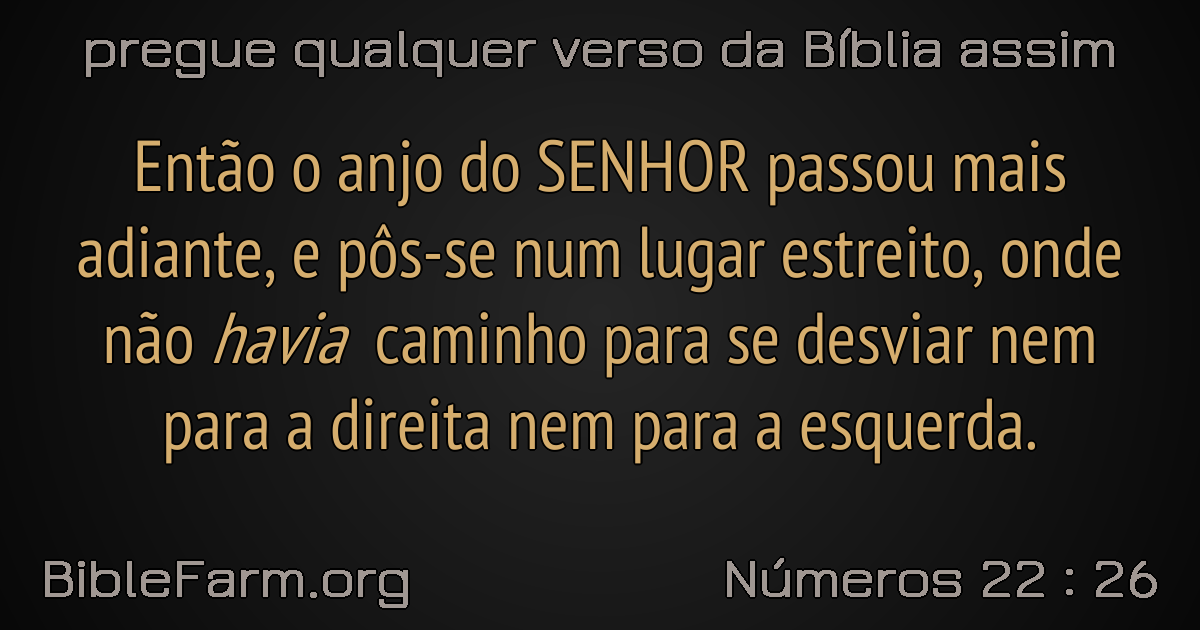 pregue qualquer verso da Bíblia assim
Então o anjo do SENHOR passou mais
adiante, e pôs-se num lugar estreito, onde
não havia caminho para se desviar nem
para a direita nem para a esquerda.
BibleFarm.org
Números 22 : 26